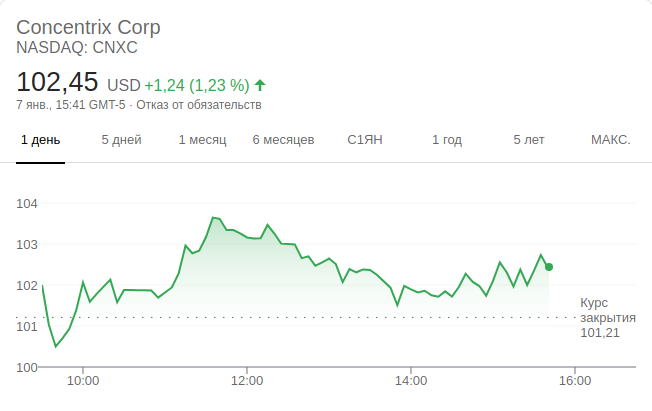 Concentrix Corp
NASDAQ: CNXC
102,45 USD +1,24 (1,23 %)
7 янв., 15:41 GMT-5 · Отказ от обязательств
1 день 5 дней 1 месяц 6 месяцев С1ЯН 1 год 5 лет МАКС.
104
103
102
101
100
Курс
закрытия
101,21
10:00 12:00 14:00 16:00